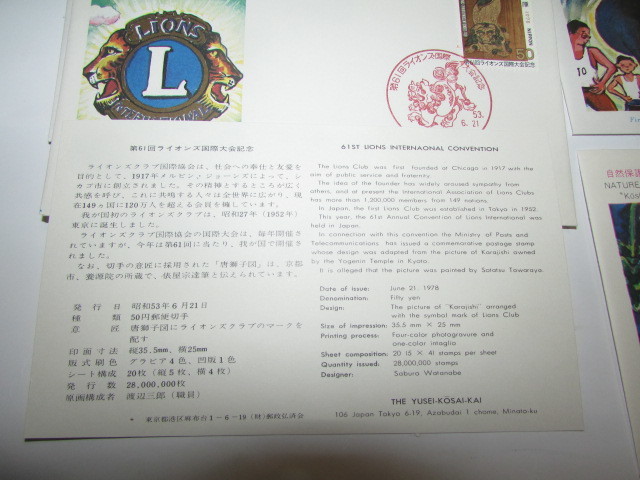 LIONS
L
INTERNATIONAL
NIPPON
50
第61回ライオンズ国際大会記念
第61回ライオンズ国際大会記念
53.
6.21
10
第61回ライオンズ国際大会記念
ライオンズクラブ国際協会は、社会への奉仕と友愛を
目的として、1917年メルビン・ジョーンズによって、シ
カゴ市に創立されました。その精神とするところが広く
共感を呼び、これに共鳴する人々は全世界に広がり、現
在149ヵ国に120万人を超える会員を擁しています。
我が国初のライオンズクラブは、昭和27年(1952年)
東京に誕生しました。
ライオンズクラブ国際協会の国際大会は、毎年開催さ
れていますが、今年は第61回に当たり、我が国で開催さ
れました。
なお、切手の意匠に採用された「唐獅子図」は、京都
市、養源院の所蔵で、俵屋宗達筆と伝えられています。
発行日 昭和53年6月21日
種類 50円郵便切手
意匠 唐獅子図にライオンズクラブのマークを
配す
印面寸法 縦35.5mm、横25mm
版式刷色 グラビア4色、凹版1色
シート構成 20枚(縦5枚、横4枚)
発行数 28,000,000枚
原画構成者 渡辺三郎(職員)
東京都港区麻布台1-6-19(財)郵政弘済会
61ST LIONS INTERNAONAL CONVENTION
The Lions Club was first founded at Chicago in 1917 with the
aim of public service and fraternity.
The idea of the founder has widely aroused sympathy from
others, and at present the International Association of Lions Clubs
has more than 1,200,000 members from 149 nations.
In Japan, the first Lions Club was established in Tokyo in 1952.
This year, the 61st Annual Convention of Lions International was
held in Japan.
In connection with this convention the Ministry of Posts and
Telecommunications has issued a commemorative postage stamp
whose design was adapted from the picture of Karajishi owned
by the Yogenin Temple in Kyoto.
It is alleged that the picture was painted by Sotatsu Tawaraya.
Date of Issue: June 21, 1978
Denomination: Fifty yen
Design: The picture of "Karajishi" arranged
with the symbol mark of Lions Club
Size of impression: 35.5 mm × 25 mm
Printing process: Four-color photogravure and
one-color imaglio
Sheet composition: 20 (5 × 4) stamps per sheet
Quantity issued: 28,000,000 stamps
Designer: Saburo Watanabe
THE YUSEI-KŌSAI-KAI
106 Japan Tokyo 6-19, Azabudai 1 chome, Minato-ku
自然保護
NATURE